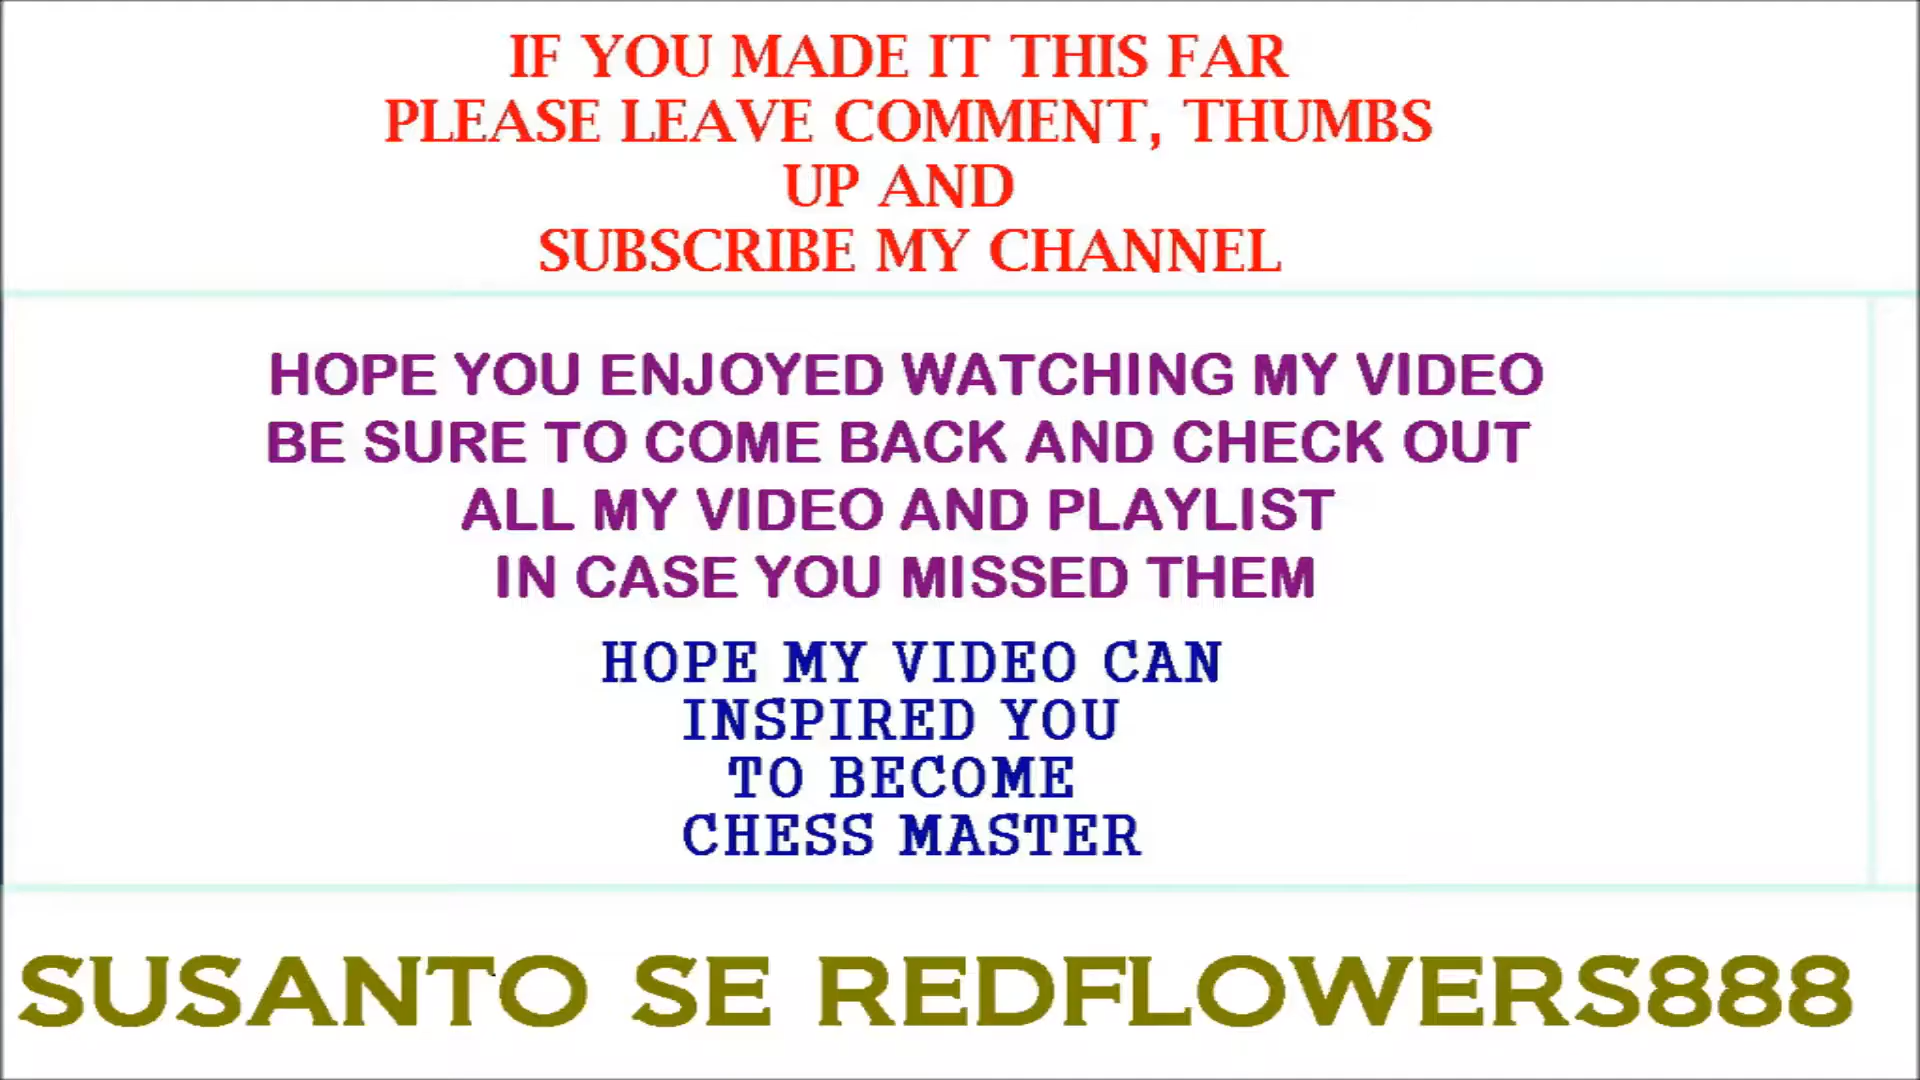 IF YOU MADE IT THIS FAR
PLEASE LEAVE COMMENT, THUMBS
UP AND
SUBSCRIBE MY CHANNEL
HOPE YOU ENJOYED WATCHING MY VIDEO
BE SURE TO COME BACK AND CHECK OUT
ALL MY VIDEO AND PLAYLIST
IN CASE YOU MISSED THEM
HOPE MY VIDEO CAN
INSPIRED YOU
TO BECOME
CHESS MASTER
SUSANTO SE REDFLOWERS888